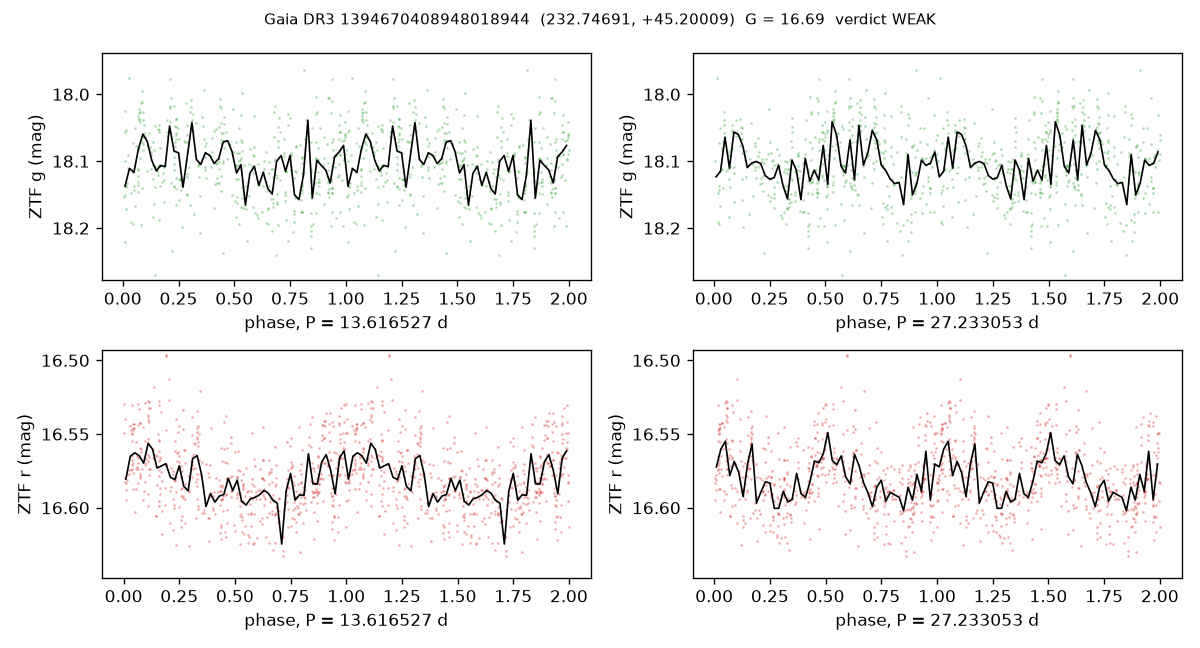 Gaia DR3 1394670408948018944  (232.74691, +45.20009)  G = 16.69  verdict WEAK
ZTF g (mag)
18.0
18.1
18.2
0.00 0.25 0.50 0.75 1.00 1.25 1.50 1.75 2.00
phase, P = 13.616527 d
ZTF g (mag)
18.0
18.1
18.2
0.00 0.25 0.50 0.75 1.00 1.25 1.50 1.75 2.00
phase, P = 27.233053 d
ZTF r (mag)
16.50
16.55
16.60
0.00 0.25 0.50 0.75 1.00 1.25 1.50 1.75 2.00
phase, P = 13.616527 d
ZTF r (mag)
16.50
16.55
16.60
0.00 0.25 0.50 0.75 1.00 1.25 1.50 1.75 2.00
phase, P = 27.233053 d